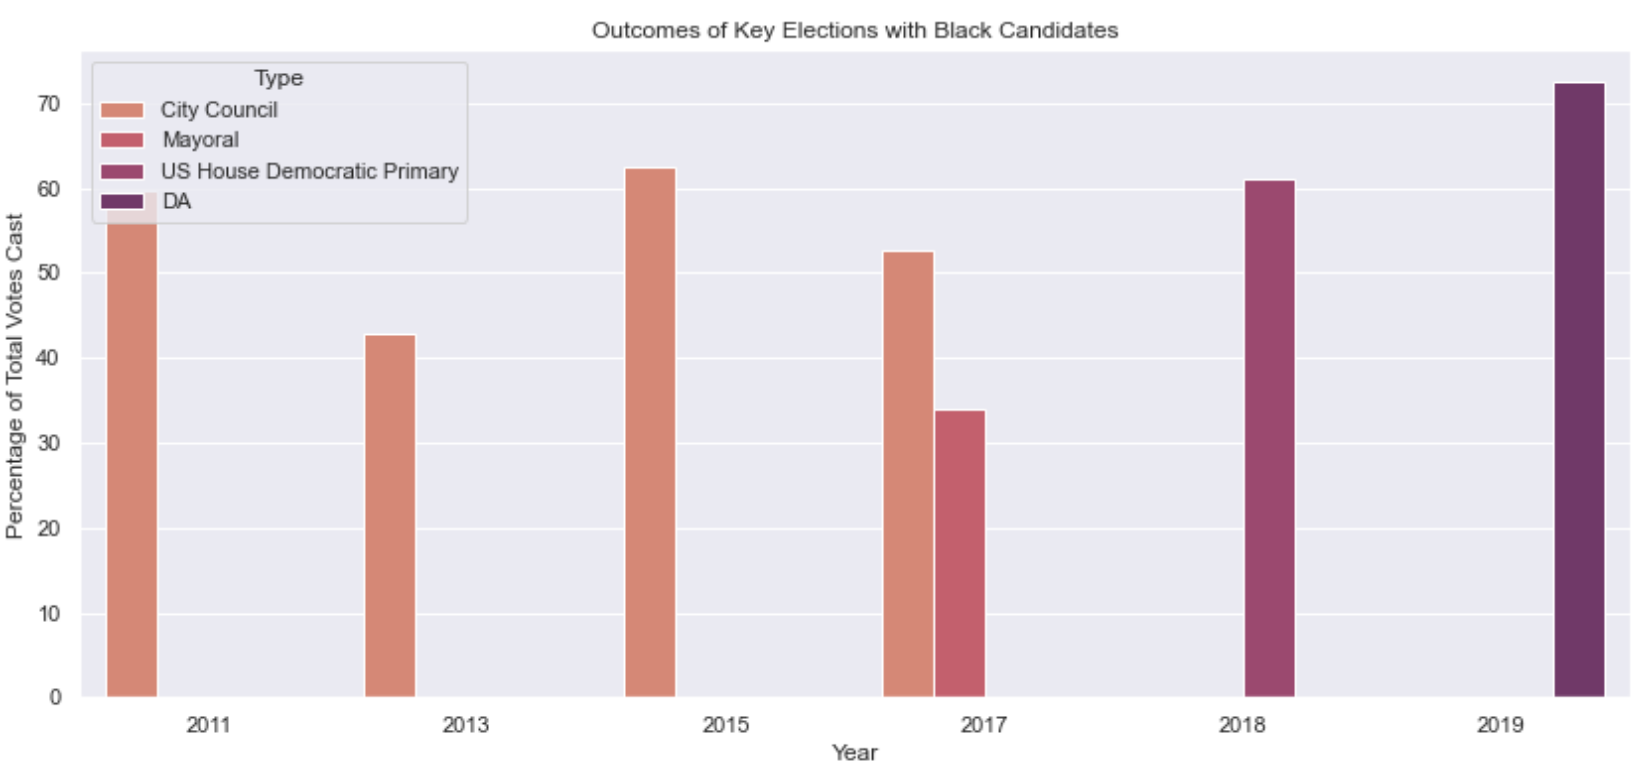 Outcomes of Key Elections with Black Candidates
Type
City Council
Mayoral
US House Democratic Primary
DA
Percentage of Total Votes Cast
70
60
50
40
30
20
10
0
2011 2013 2015 2017 2018 2019
Year